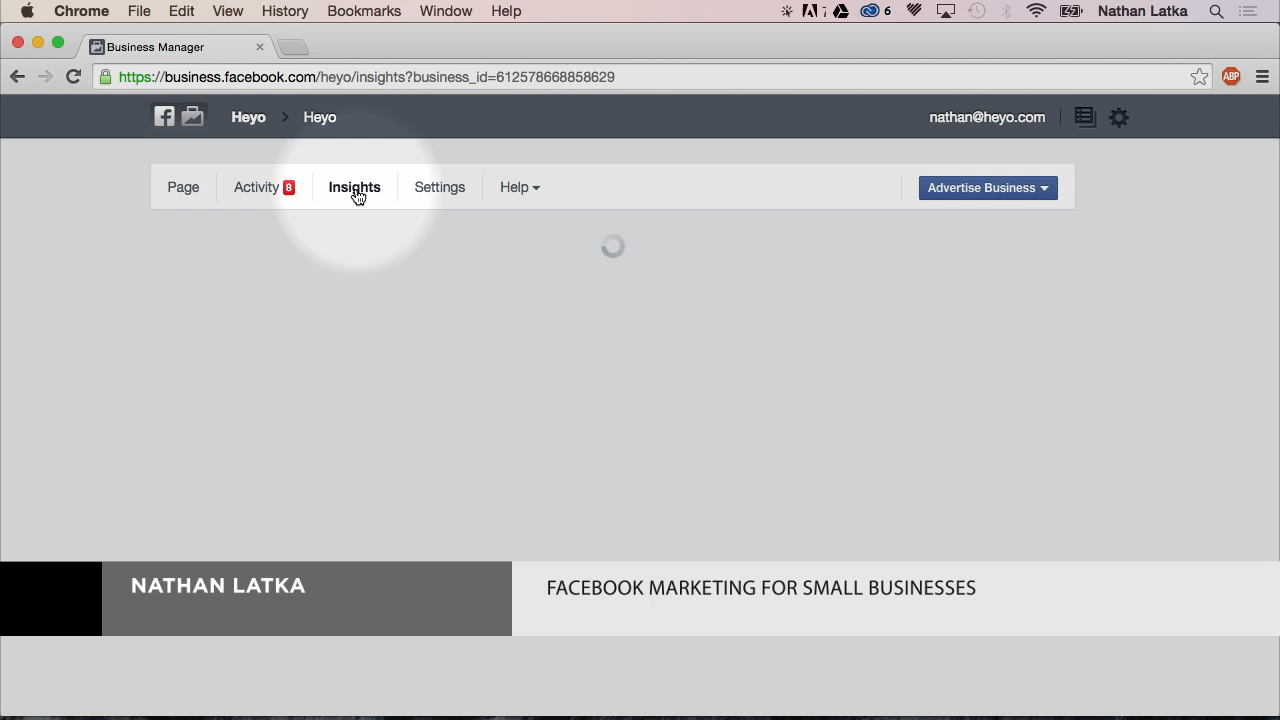 Chrome File Edit View History Bookmarks Window Help 7 6 Nathan Latka
Business Manager
https://business.facebook.com/heyo/insights?business_id=612578668858629 ABP
f Heyo > Heyo nathan@heyo.com
Page Activity 8 Insights Settings Help Advertise Business
NATHAN LATKA FACEBOOK MARKETING FOR SMALL BUSINESSES